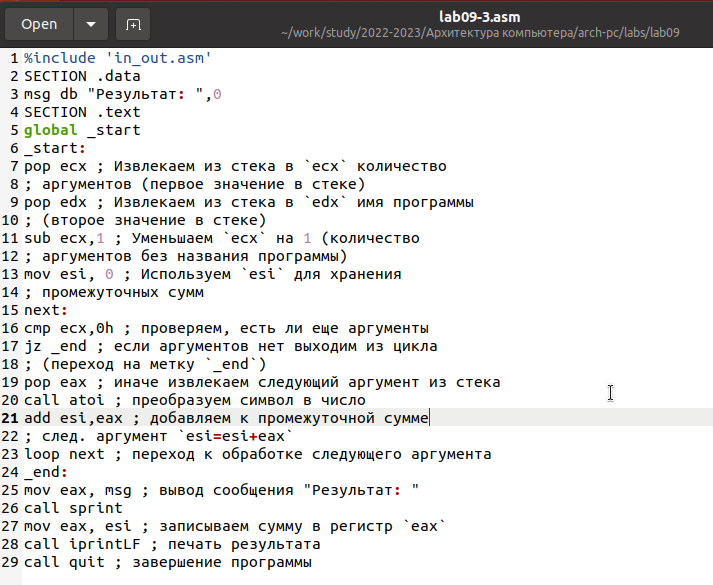 Open
lab09-3.asm
~/work/study/2022-2023/Архитектура компьютера/arch-pc/labs/lab09
1 %include 'in_out.asm'
2 SECTION .data
3 msg db "Результат: ",0
4 SECTION .text
5 global _start
6 _start:
7 pop ecx ; Извлекаем из стека в `ecx` количество
8 ; аргументов (первое значение в стеке)
9 pop edx ; Извлекаем из стека в `edx` имя программы
10 ; (второе значение в стеке)
11 sub ecx,1 ; Уменьшаем `ecx` на 1 (количество
12 ; аргументов без названия программы)
13 mov esi, 0 ; Используем `esi` для хранения
14 ; промежуточных сумм
15 next:
16 cmp ecx,0h ; проверяем, есть ли еще аргументы
17 jz _end ; если аргументов нет выходим из цикла
18 ; (переход на метку `_end`)
19 pop eax ; иначе извлекаем следующий аргумент из стека
20 call atoi ; преобразуем символ в число
21 add esi,eax ; добавляем к промежуточной сумме
22 ; след. аргумент `esi=esi+eax`
23 loop next ; переход к обработке следующего аргумента
24 _end:
25 mov eax, msg ; вывод сообщения "Результат: "
26 call sprint
27 mov eax, esi ; записываем сумму в регистр `eax`
28 call iprintLF ; печать результата
29 call quit ; завершение программы